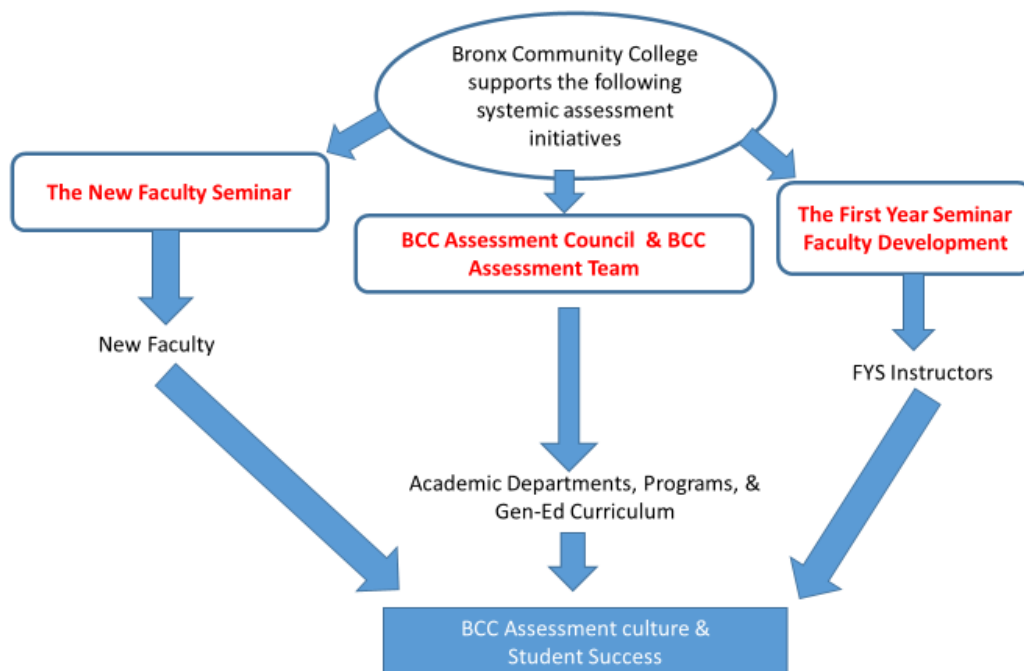 Bronx Community College
supports the following
systemic assessment
initiatives
The New Faculty Seminar
BCC Assessment Council & BCC
Assessment Team
The First Year Seminar
Faculty Development
New Faculty
FYS Instructors
Academic Departments, Programs, &
Gen-Ed Curriculum
BCC Assessment culture &
Student Success